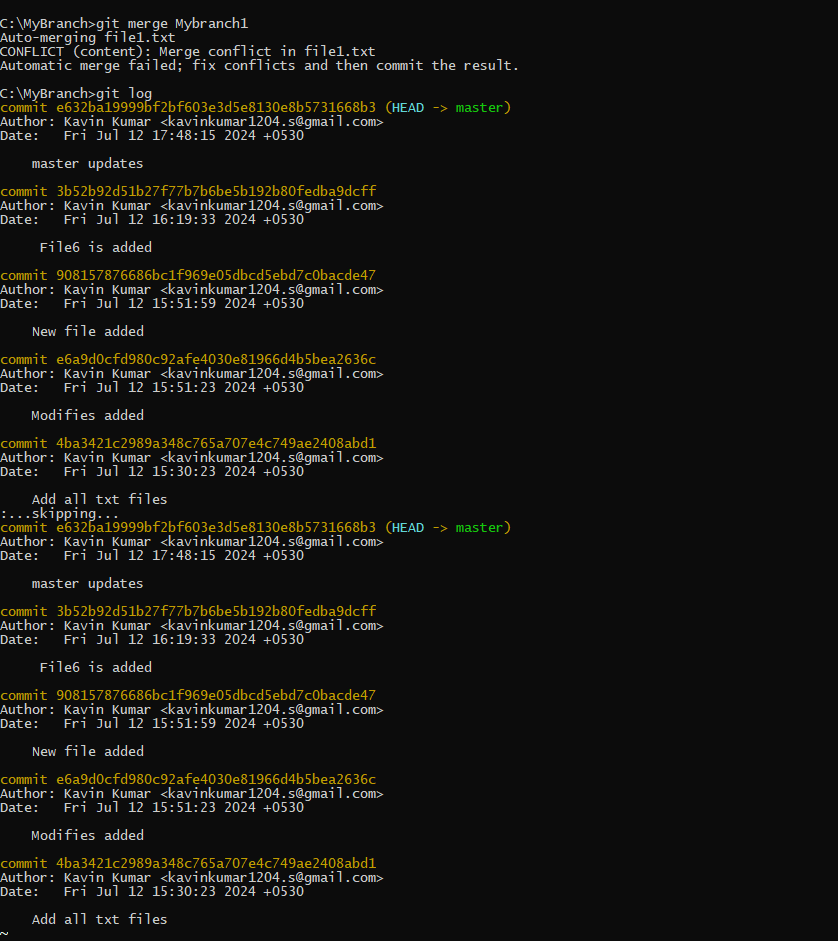 C:\MyBranch>git merge Mybranch1
Auto-merging file1.txt
CONFLICT (content): Merge conflict in file1.txt
Automatic merge failed; fix conflicts and then commit the result.
C:\MyBranch>git log
commit e632ba19999bf2bf603e3d5e8130e8b5731668b3 (HEAD -> master)
Author: Kavin Kumar <kavinkumar1204.s@gmail.com>
Date:   Fri Jul 12 17:48:15 2024 +0530
    master updates
commit 3b52b92d51b27f77b7b6be5b192b80fedba9dcff
Author: Kavin Kumar <kavinkumar1204.s@gmail.com>
Date:   Fri Jul 12 16:19:33 2024 +0530
     File6 is added
commit 908157876686bc1f969e05dbcd5ebd7c0bacde47
Author: Kavin Kumar <kavinkumar1204.s@gmail.com>
Date:   Fri Jul 12 15:51:59 2024 +0530
    New file added
commit e6a9d0cfd980c92afe4030e81966d4b5bea2636c
Author: Kavin Kumar <kavinkumar1204.s@gmail.com>
Date:   Fri Jul 12 15:51:23 2024 +0530
    Modifies added
commit 4ba3421c2989a348c765a707e4c749ae2408abd1
Author: Kavin Kumar <kavinkumar1204.s@gmail.com>
Date:   Fri Jul 12 15:30:23 2024 +0530
    Add all txt files
:...skipping...
commit e632ba19999bf2bf603e3d5e8130e8b5731668b3 (HEAD -> master)
Author: Kavin Kumar <kavinkumar1204.s@gmail.com>
Date:   Fri Jul 12 17:48:15 2024 +0530
    master updates
commit 3b52b92d51b27f77b7b6be5b192b80fedba9dcff
Author: Kavin Kumar <kavinkumar1204.s@gmail.com>
Date:   Fri Jul 12 16:19:33 2024 +0530
     File6 is added
commit 908157876686bc1f969e05dbcd5ebd7c0bacde47
Author: Kavin Kumar <kavinkumar1204.s@gmail.com>
Date:   Fri Jul 12 15:51:59 2024 +0530
    New file added
commit e6a9d0cfd980c92afe4030e81966d4b5bea2636c
Author: Kavin Kumar <kavinkumar1204.s@gmail.com>
Date:   Fri Jul 12 15:51:23 2024 +0530
    Modifies added
commit 4ba3421c2989a348c765a707e4c749ae2408abd1
Author: Kavin Kumar <kavinkumar1204.s@gmail.com>
Date:   Fri Jul 12 15:30:23 2024 +0530
    Add all txt files
~